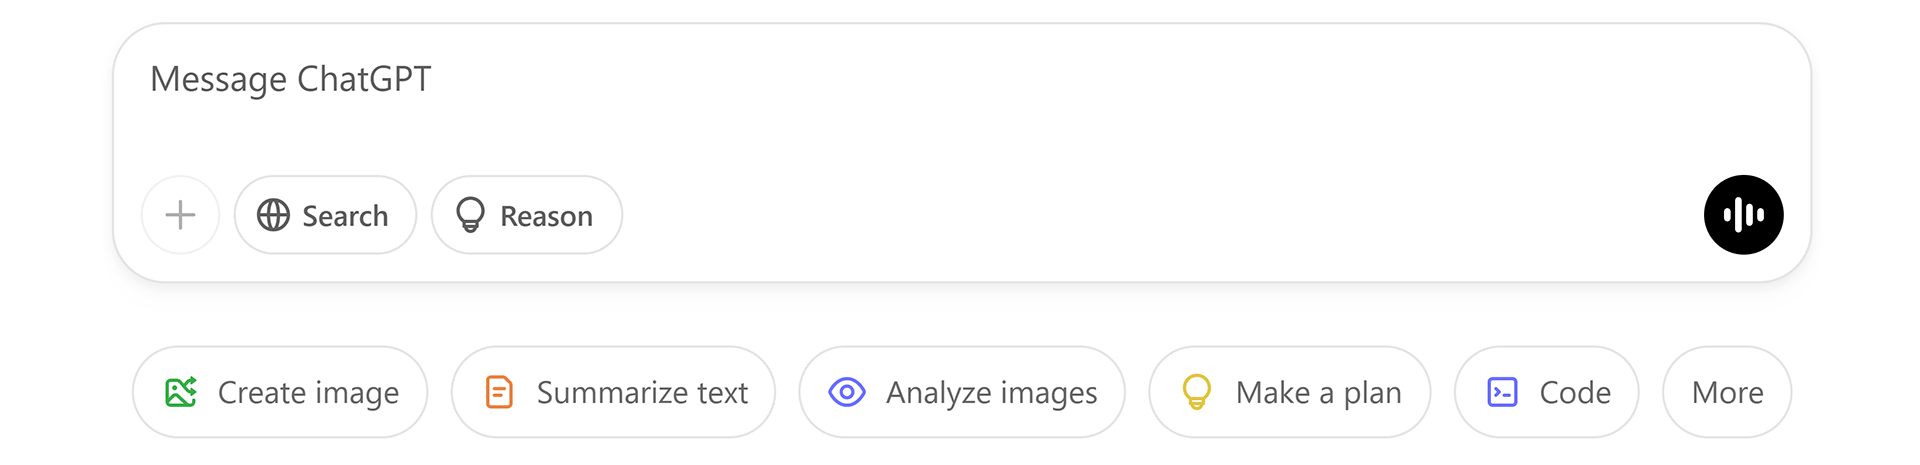 Message ChatGPT
Search
Reason
Create image
Summarize text
Analyze images
Make a plan
Code
More